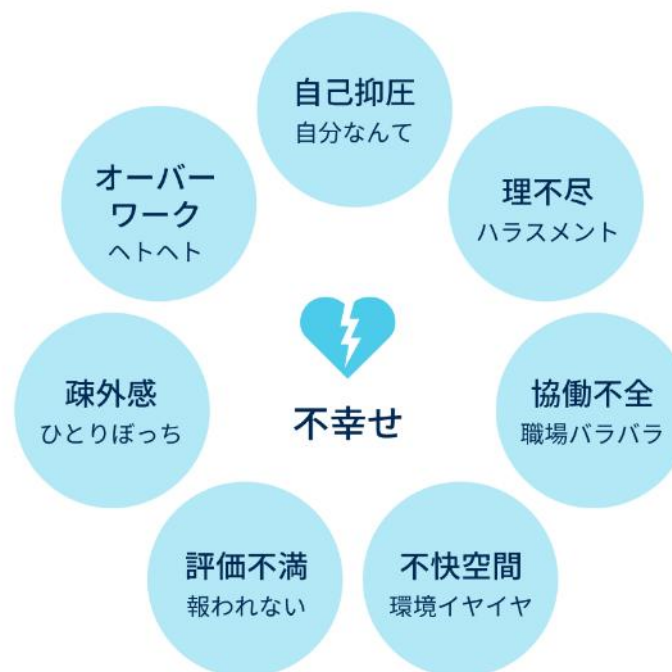 自己抑圧
自分なんて
理不尽
ハラスメント
協働不全
職場バラバラ
不快空間
環境イヤイヤ
評価不満
報われない
疎外感
ひとりぼっち
オーバー
ワーク
ヘトヘト
不幸せ